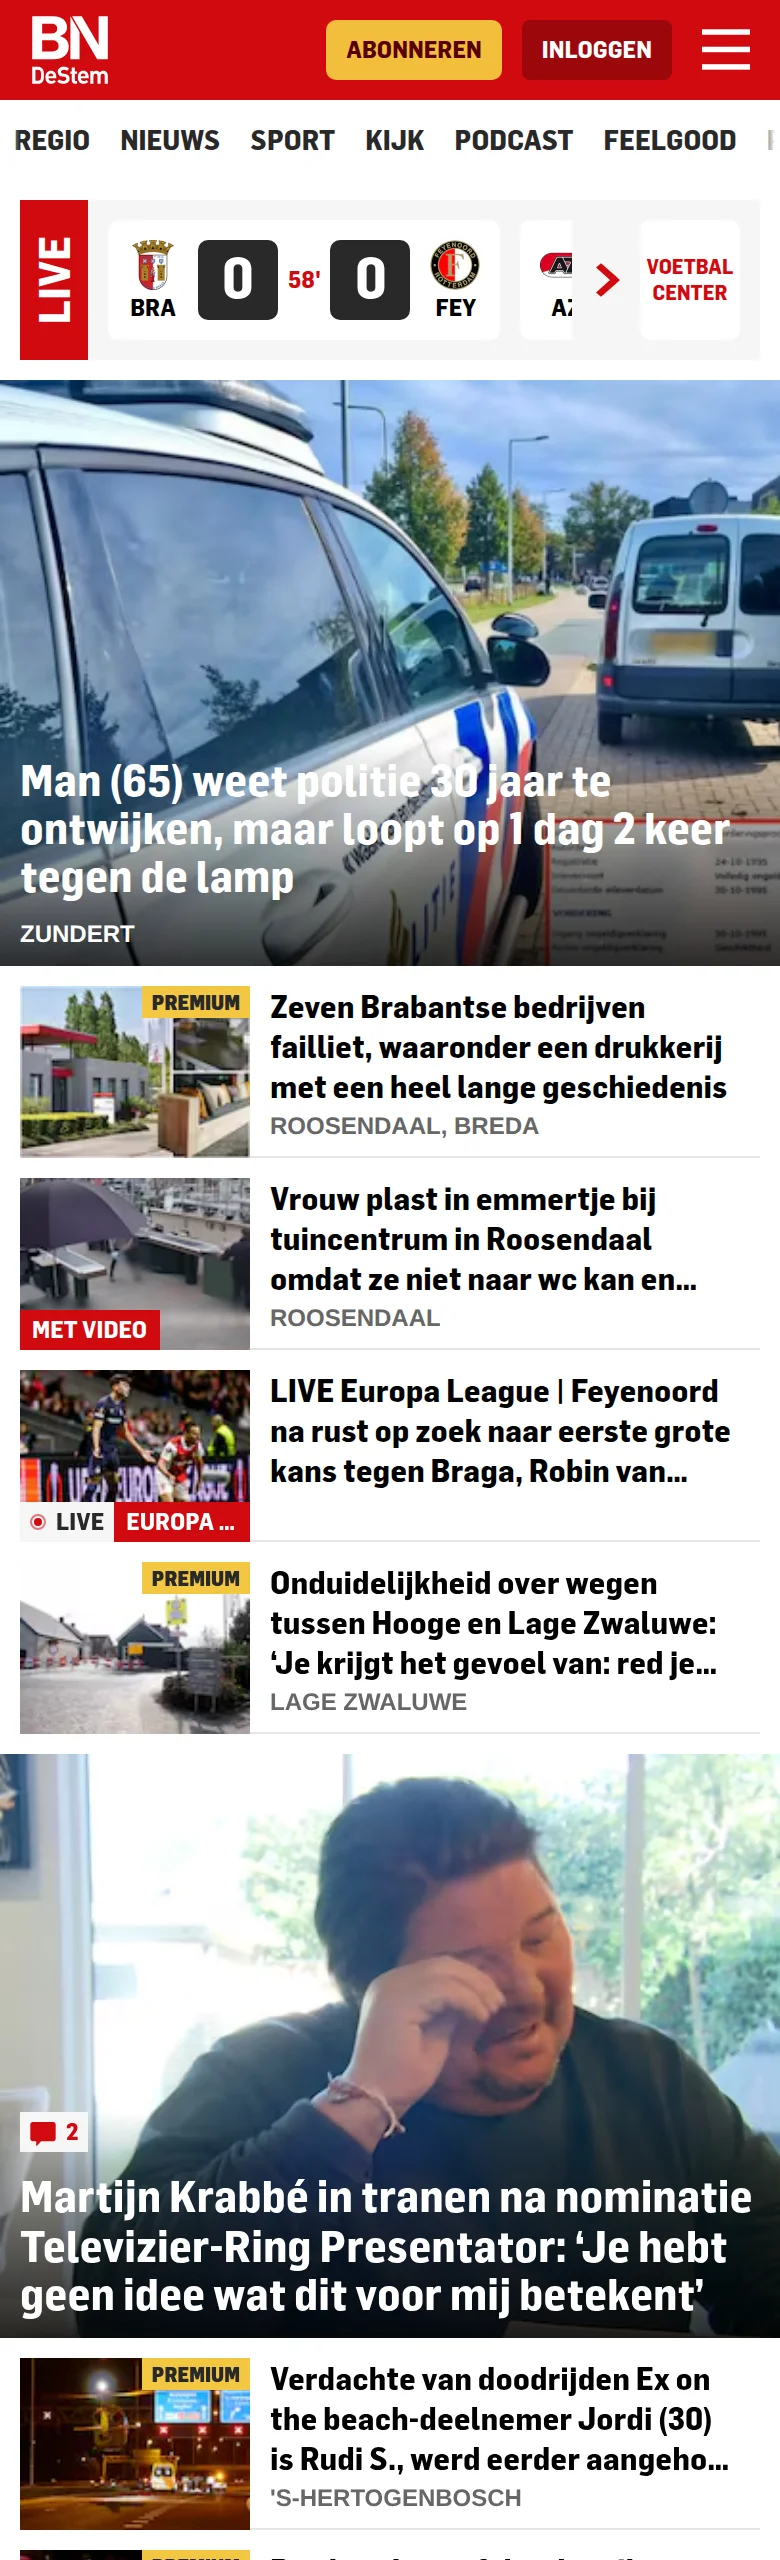 BN
DeStem
ABONNEREN
INLOGGEN
REGIO NIEUWS SPORT KIJK PODCAST FEELGOOD
LIVE
BRA
0
58'
0
FEY
AZ
VOETBAL
CENTER
Man (65) weet politie 30 jaar te
ontwijken, maar loopt op 1 dag 2 keer
tegen de lamp
ZUNDERT
PREMIUM
Zeven Brabantse bedrijven
failliet, waaronder een drukkerij
met een heel lange geschiedenis
ROOSENDAAL, BREDA
MET VIDEO
Vrouw plast in emmertje bij
tuincentrum in Roosendaal
omdat ze niet naar wc kan en...
ROOSENDAAL
LIVE EUROPA ...
LIVE Europa League | Feyenoord
na rust op zoek naar eerste grote
kans tegen Braga, Robin van...
PREMIUM
Onduidelijkheid over wegen
tussen Hooge en Lage Zwaluwe:
‘Je krijgt het gevoel van: red je...
LAGE ZWALUWE
2
Martijn Krabbé in tranen na nominatie
Televizier-Ring Presentator: ‘Je hebt
geen idee wat dit voor mij betekent’
PREMIUM
Verdachte van doodrijden Ex on
the beach-deelnemer Jordi (30)
is Rudi S., werd eerder aangeho...
'S-HERTOGENBOSCH